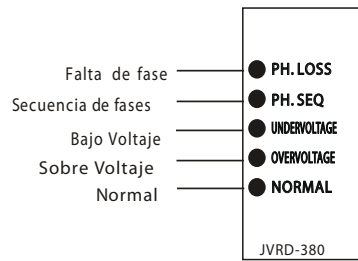 Falta de fase PH. LOSS
Secuencia de fases PH. SEQ
Bajo Voltaje UNDERVOLTAGE
Sobre Voltaje OVERVOLTAGE
Normal NORMAL
JVRD-380